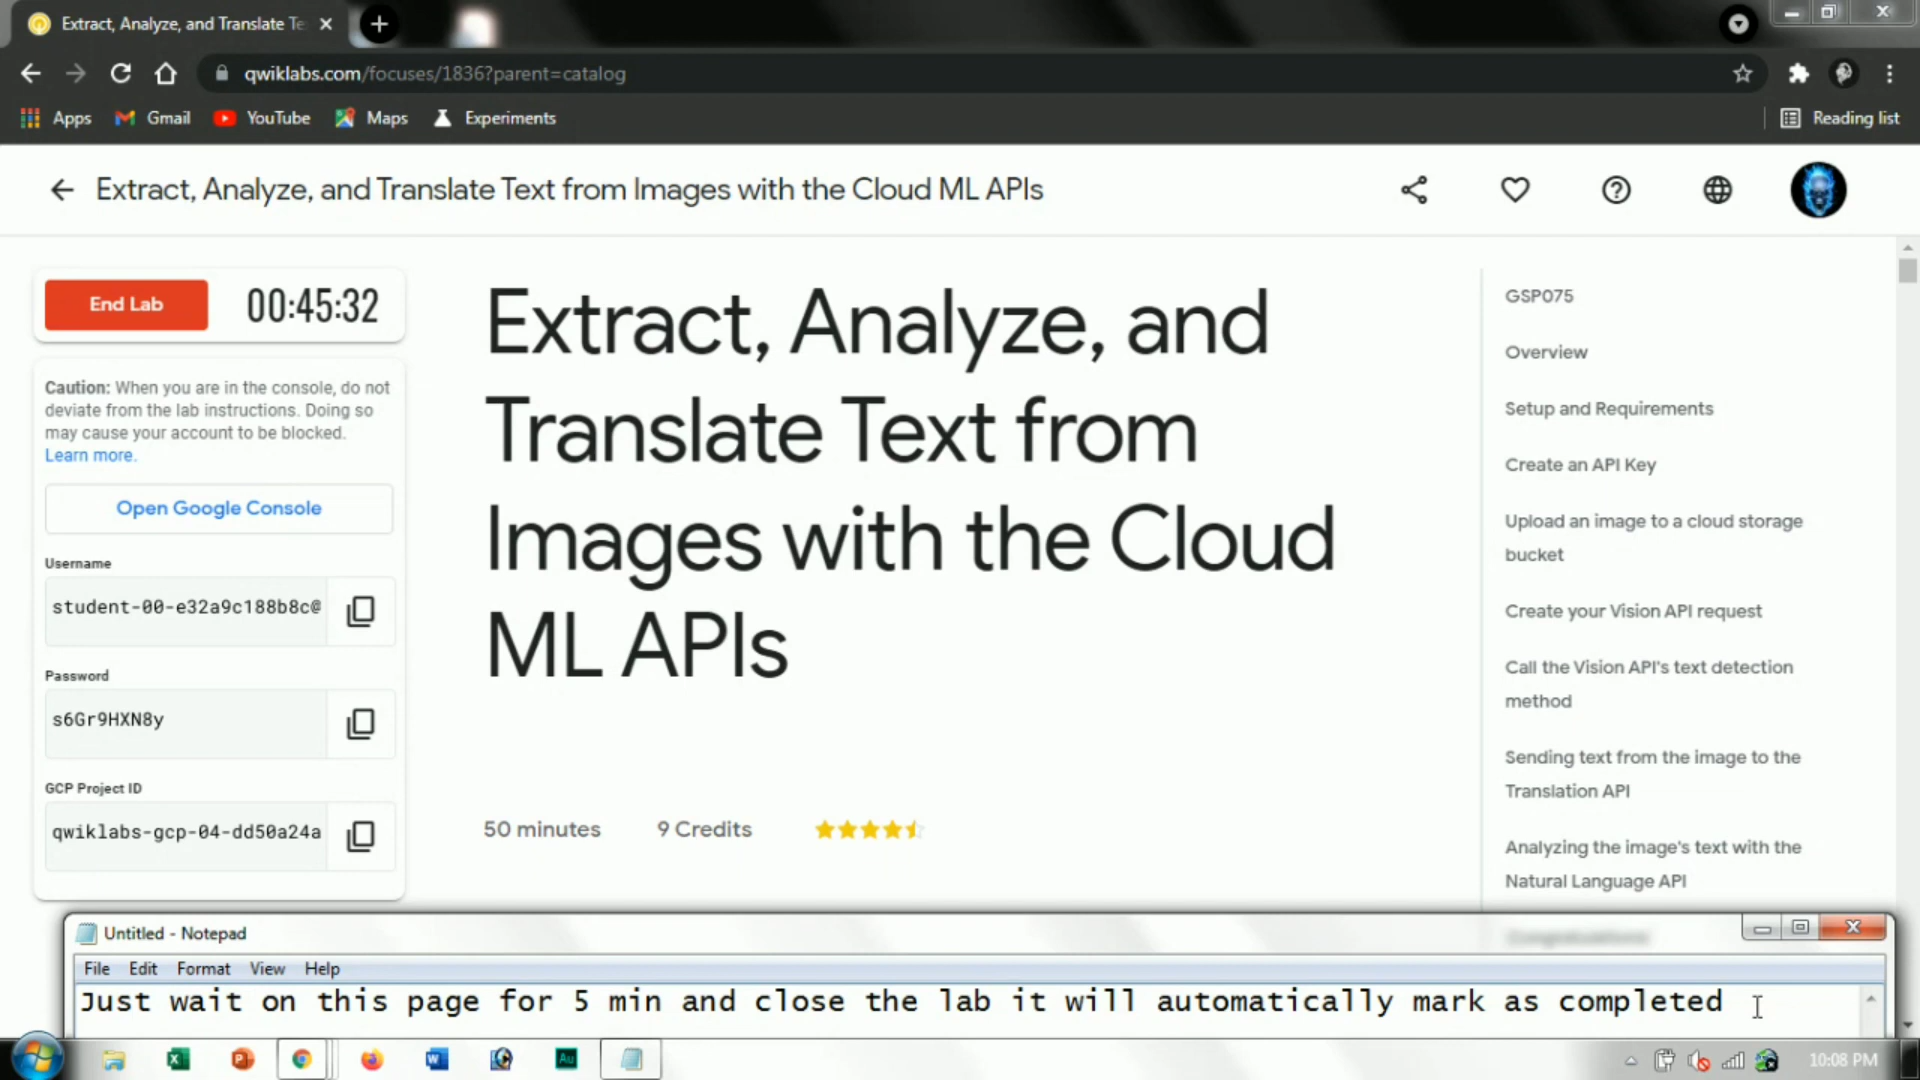 Extract, Analyze, and Translate Te
qwiklabs.com/focuses/1836?parent=catalog
Apps
Gmail
YouTube
Maps
Experiments
Reading list
Extract, Analyze, and Translate Text from Images with the Cloud ML APIs
End Lab
00:45:32
Caution: When you are in the console, do not
deviate from the lab instructions. Doing so
may cause your account to be blocked.
Learn more.
Open Google Console
Username
student-00-e32a9c188b8c@
Password
s6Gr9HXN8y
GCP Project ID
qwiklabs-gcp-04-dd50a24a
Extract, Analyze, and
Translate Text from
Images with the Cloud
ML APIs
50 minutes
9 Credits
GSP075
Overview
Setup and Requirements
Create an API Key
Upload an image to a cloud storage
bucket
Create your Vision API request
Call the Vision API's text detection
method
Sending text from the image to the
Translation API
Analyzing the image's text with the
Natural Language API
Untitled - Notepad
File Edit Format View Help
Just wait on this page for 5 min and close the lab it will automatically mark as completed
Au
10:08 PM